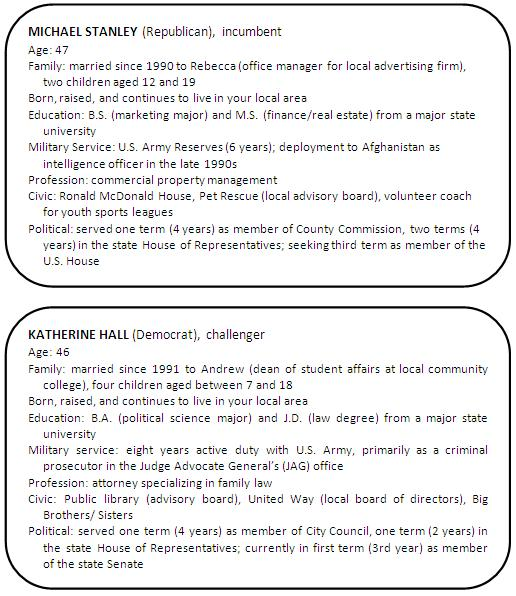 MICHAEL STANLEY (Republican), incumbent
Age: 47
Family: married since 1990 to Rebecca (office manager for local advertising firm),
two children aged 12 and 19
Born, raised, and continues to live in your local area
Education: B.S. (marketing major) and M.S. (finance/real estate) from a major state
university
Military Service: U.S. Army Reserves (6 years); deployment to Afghanistan as
intelligence officer in the late 1990s
Profession: commercial property management
Civic: Ronald McDonald House, Pet Rescue (local advisory board), volunteer coach
for youth sports leagues
Political: served one term (4 years) as member of County Commission, two terms (4
years) in the state House of Representatives; seeking third term as member of the
U.S. House
KATHERINE HALL (Democrat), challenger
Age: 46
Family: married since 1991 to Andrew (dean of student affairs at local community
college), four children aged between 7 and 18
Born, raised, and continues to live in your local area
Education: B.A. (political science major) and J.D. (law degree) from a major state
university
Military service: eight years active duty with U.S. Army, primarily as a criminal
prosecutor in the Judge Advocate General's (JAG) office
Profession: attorney specializing in family law
Civic: Public library (advisory board), United Way (local board of directors), Big
Brothers/ Sisters
Political: served one term (4 years) as member of City Council, one term (2 years) in
the state House of Representatives; currently in first term (3rd year) as member
of the state Senate